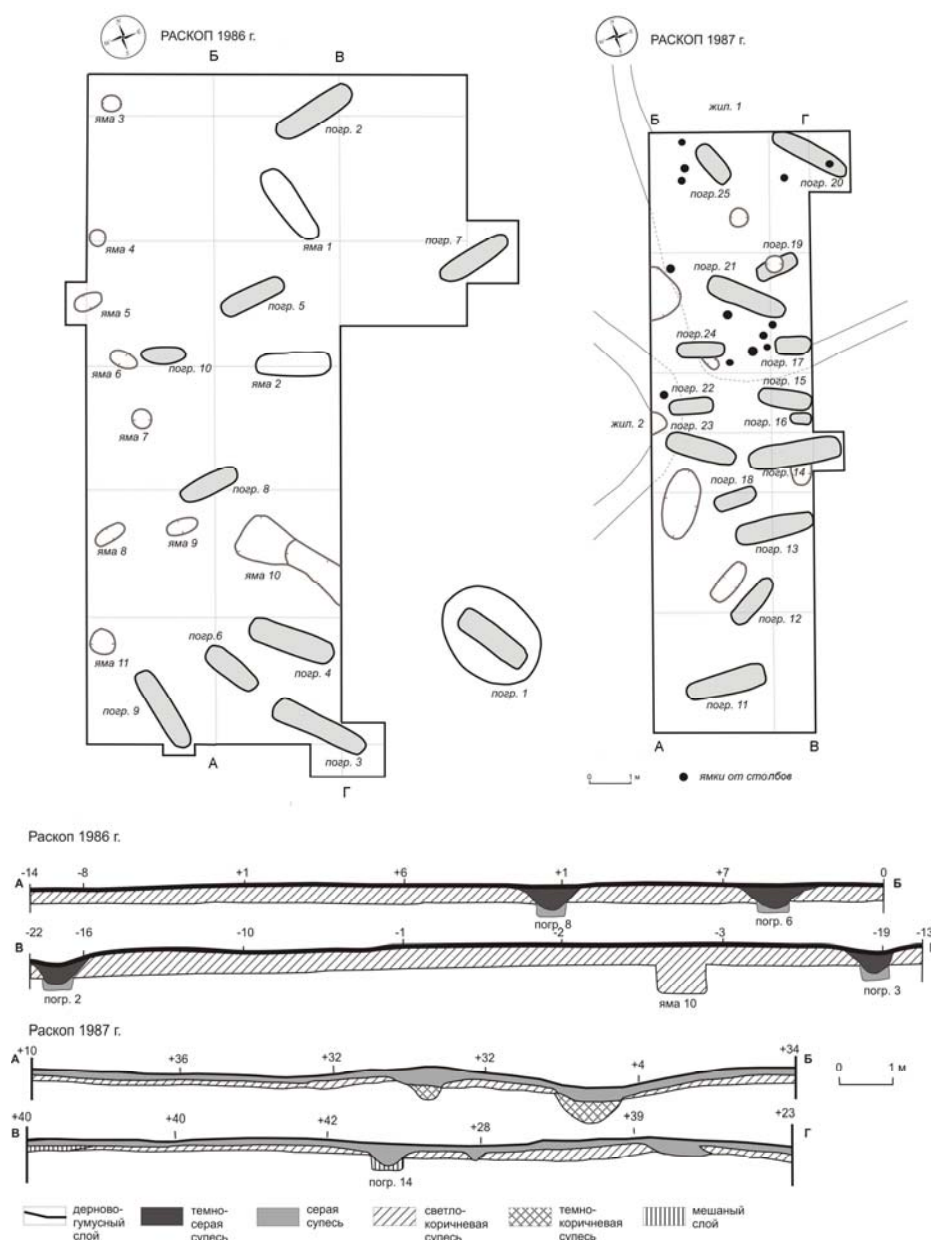 РАСКОП 1986 г.
Б
В
яма 3
погр. 2
яма 1
яма 4
погр. 7
яма 5
погр. 5
яма 6
погр. 10
яма 2
яма 7
погр. 8
яма 8
яма 9
яма 10
яма 11
погр.6
погр. 4
погр. 1
погр. 9
погр. 3
А
Г
РАСКОП 1987 г.
жил. 1
Б
Г
погр.25
погр. 20
погр.19
погр. 21
погр. 24
погр. 17
погр. 22
погр. 15
погр. 16
жил. 2
погр. 23
погр. 14
погр. 18
погр. 13
погр. 12
погр. 11
А
В
0 1 м
ямки от столбов
Раскоп 1986 г.
А -14 -8 +1 +6 +1 +7 0 Б
погр. 8
погр. 6
В -22 -16 -10 -1 -2 -3 -19 -13
погр. 2
яма 10
погр. 3
Раскоп 1987 г.
А +10 +36 +32 +32 +4 +34 Б
0 1 м
В +40 +40 +42 +28 +39 +23 Г
погр. 14
дерново-
гумусный
слой
темно-
серая
супесь
серая
супесь
светло-
коричневая
супесь
темно-
коричневая
супесь
мешаный
слой